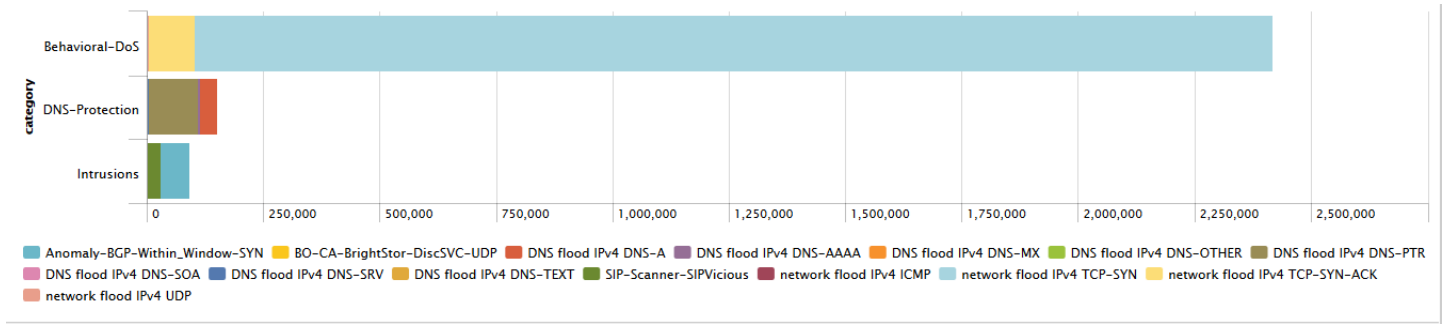 category
Behavioral-DoS
DNS-Protection
Intrusions
0 250,000 500,000 750,000 1,000,000 1,250,000 1,500,000 1,750,000 2,000,000 2,250,000 2,500,000
Anomaly-BGP-Within_Window-SYN BO-CA-BrightStor-DiscSVC-UDP DNS flood IPv4 DNS-A DNS flood IPv4 DNS-AAAA DNS flood IPv4 DNS-MX DNS flood IPv4 DNS-OTHER DNS flood IPv4 DNS-PTR
DNS flood IPv4 DNS-SOA DNS flood IPv4 DNS-SRV DNS flood IPv4 DNS-TEXT SIP-Scanner-SIPVicious network flood IPv4 ICMP network flood IPv4 TCP-SYN network flood IPv4 TCP-SYN-ACK
network flood IPv4 UDP